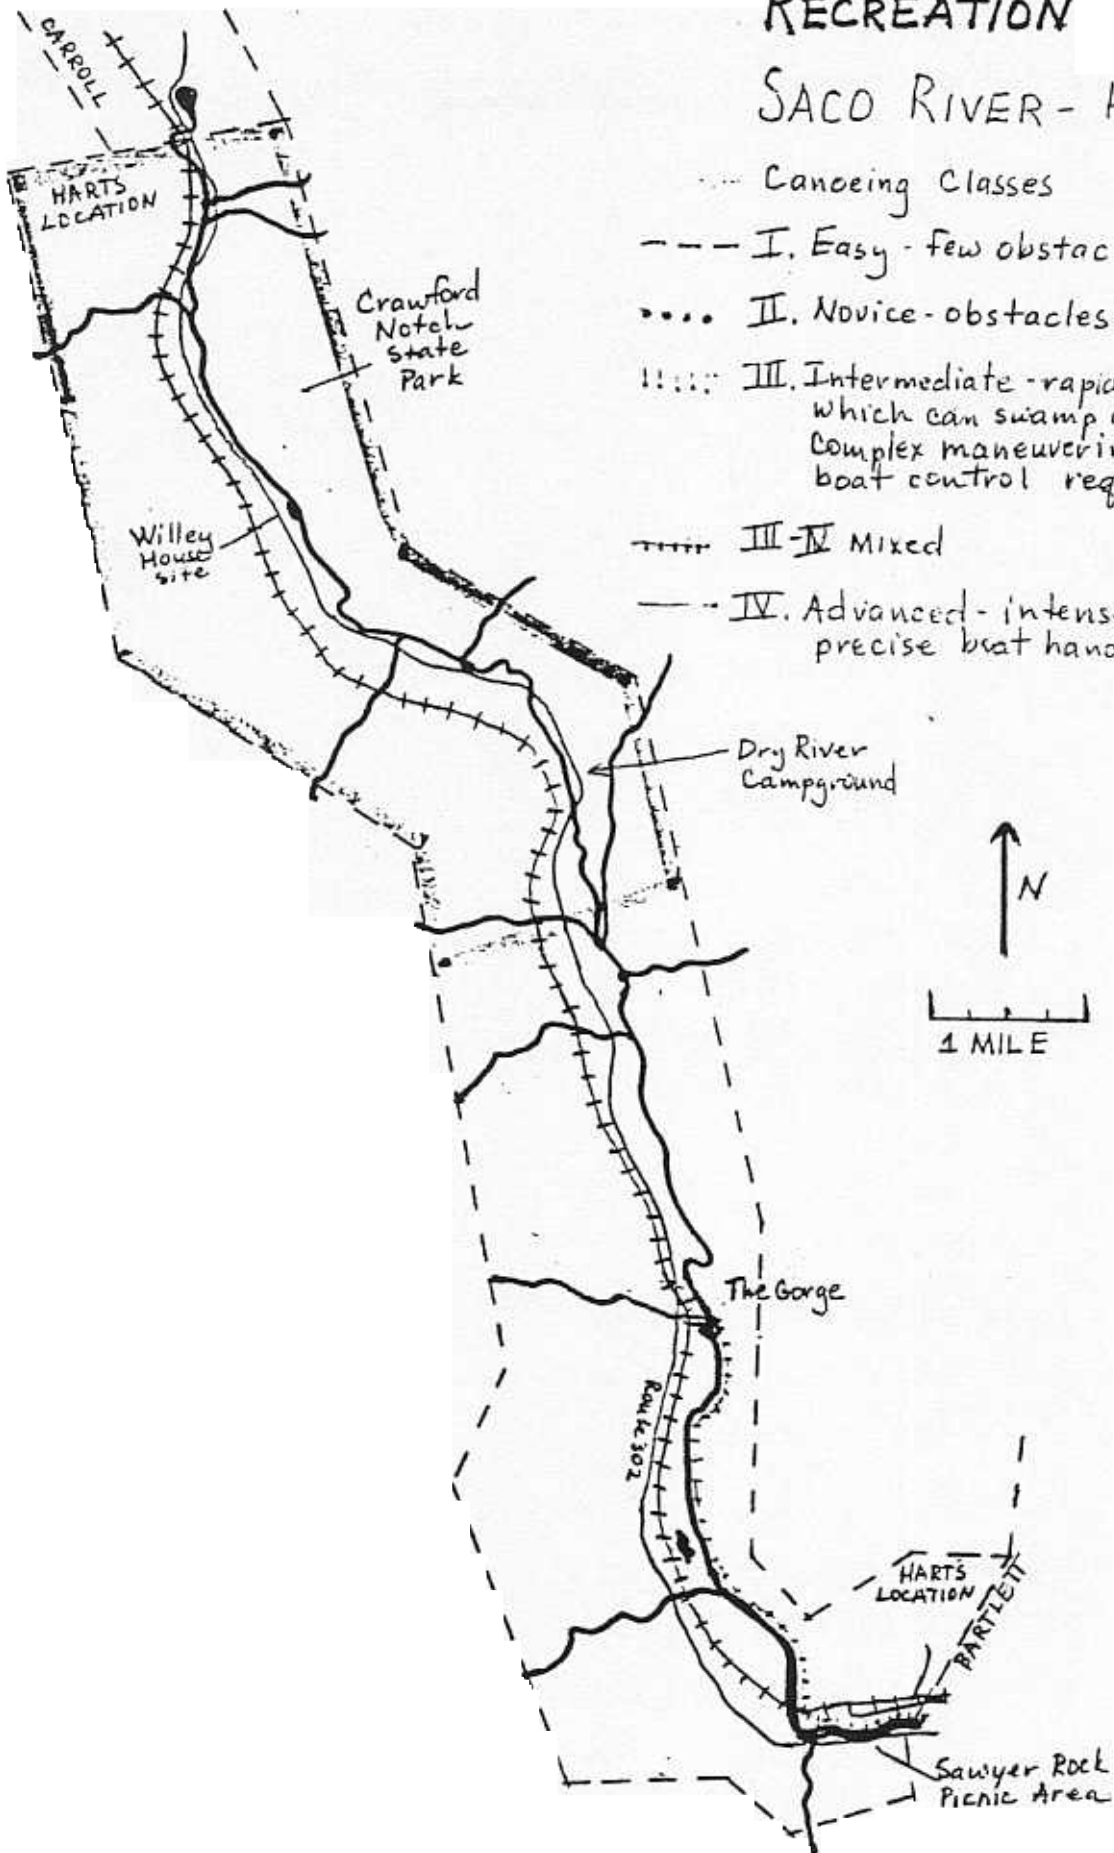 RECREATION
SACO RIVER -
Canoeing Classes
I. Easy - few obstac
II. Novice - obstacles
III. Intermediate - rapid
which can swamp
complex maneuverin
boat control req
III-IV Mixed
IV. Advanced - intens
precise boat hand
CARROLL
HARTS
LOCATION
Crawford
Notch
State
Park
Willey
House
site
Dry River
Campground
N
1 MILE
The Gorge
Route 302
HARTS
LOCATION
BARTLETT
Sawyer Rock
Picnic Area